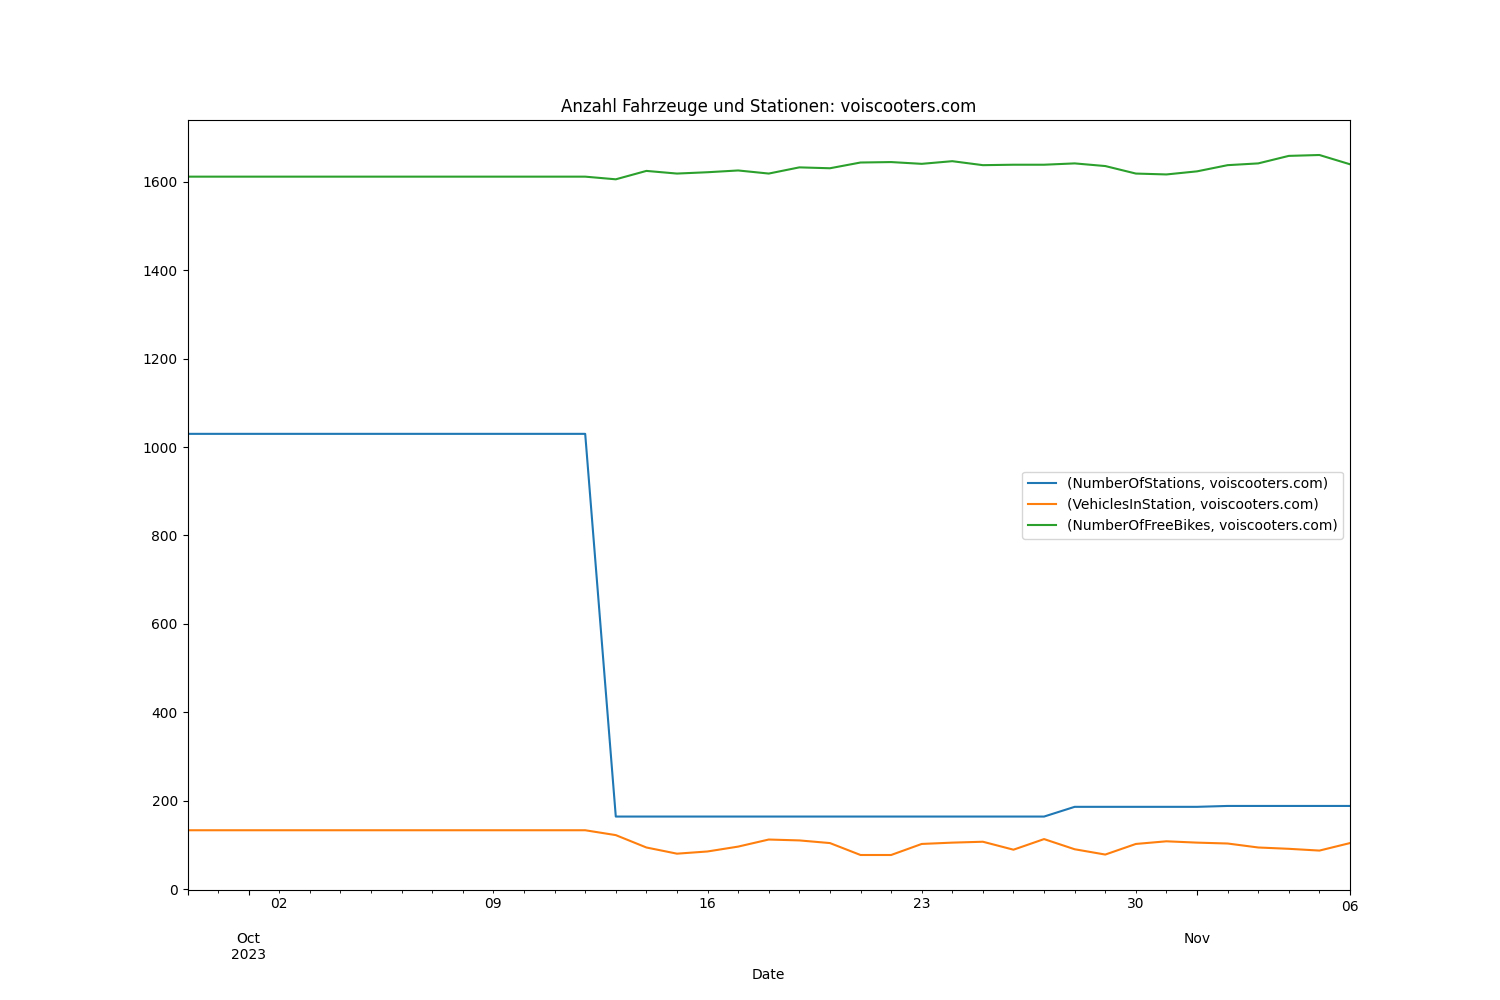 Anzahl Fahrzeuge und Stationen: voiscooters.com
1600
1400
1200
1000
800
600
400
200
0
(NumberOfStations, voiscooters.com)
(VehiclesInStation, voiscooters.com)
(NumberOfFreeBikes, voiscooters.com)
02 09 16 23 30 06
Oct Nov
2023
Date